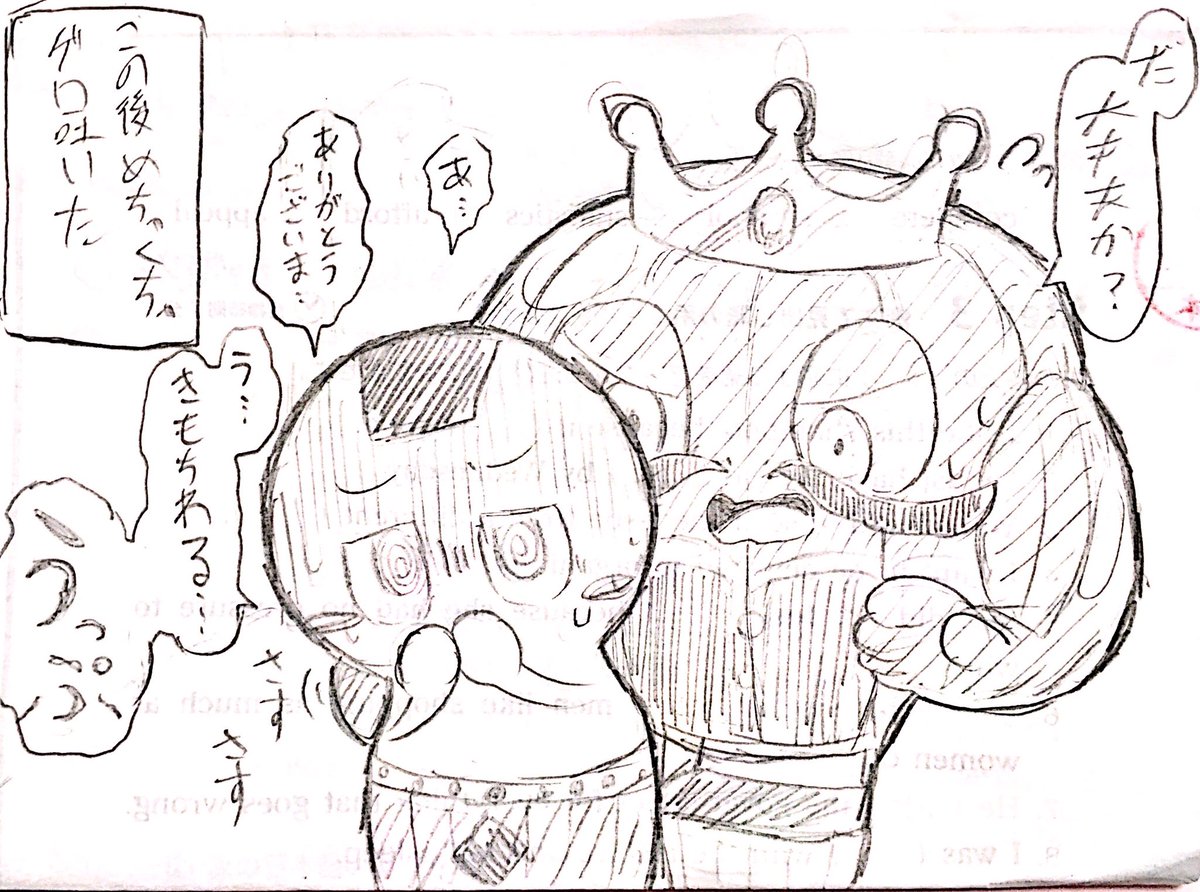 だ
大丈夫か？
あ…
ありがとう
ございま…
う…
きもちわる…
うっぷ
さすさす
この後めちゃくちゃ
ゲロ吐いた